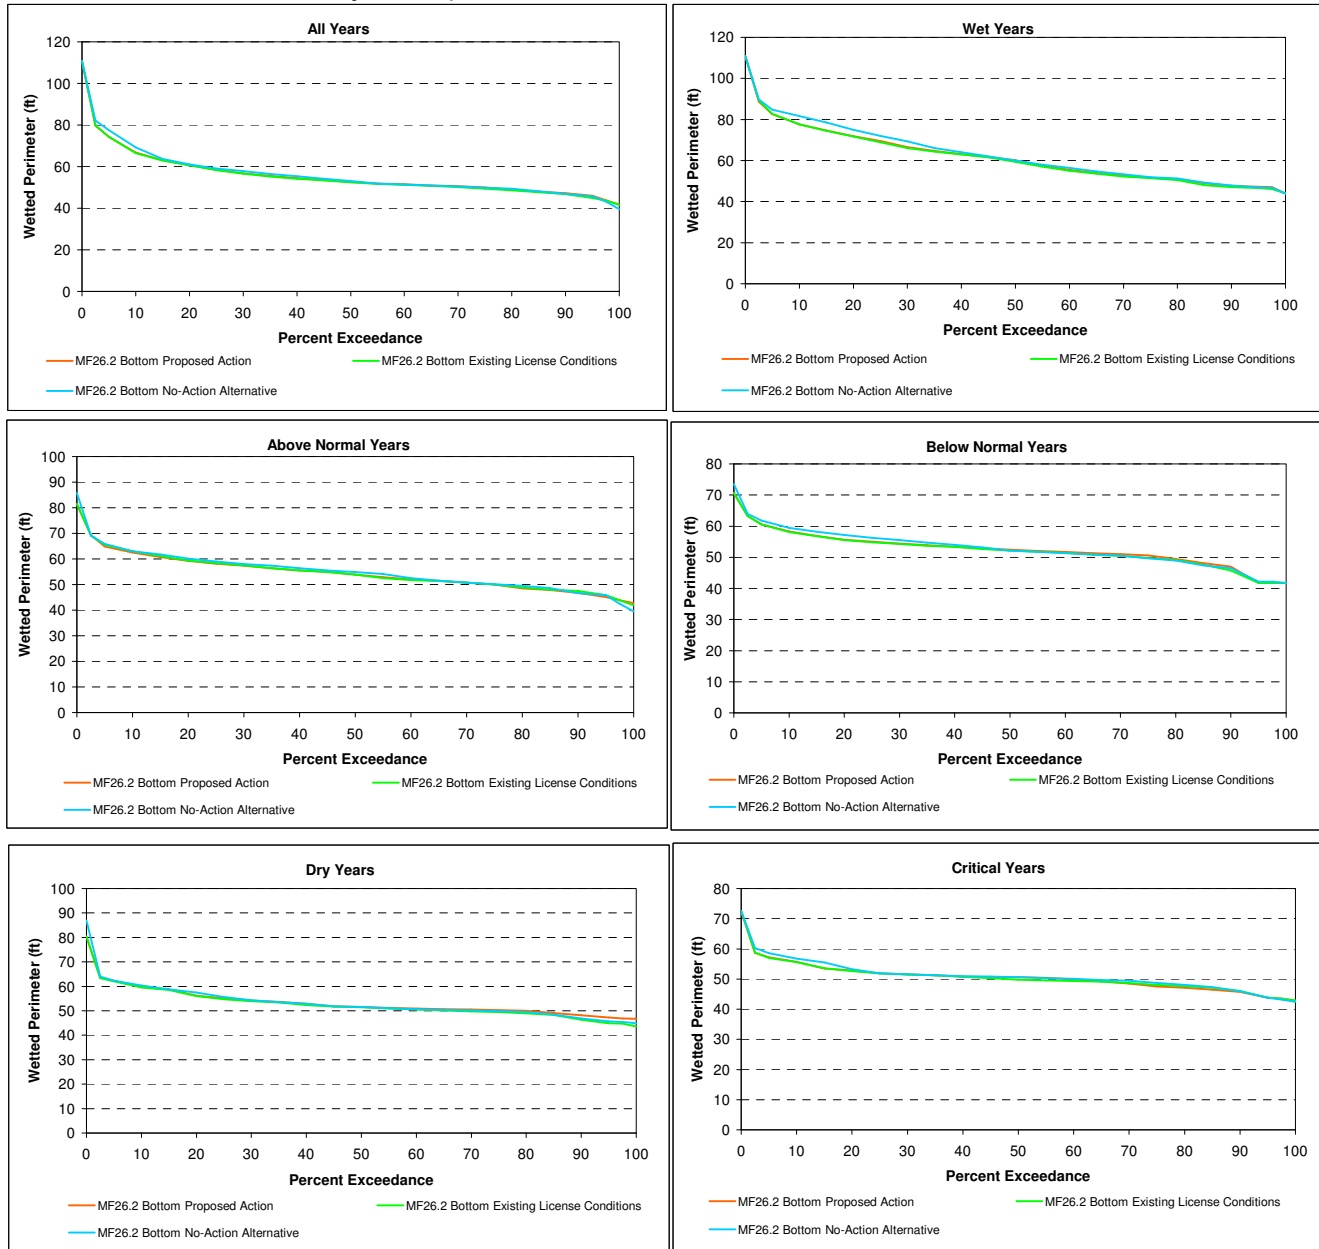 All Years
120
100
80
60
40
20
0
Wetted Perimeter (ft)
0 10 20 30 40 50 60 70 80 90 100
Percent Exceedance
MF26.2 Bottom Proposed Action MF26.2 Bottom Existing License Conditions
MF26.2 Bottom No-Action Alternative
Wet Years
120
100
80
60
40
20
0
Wetted Perimeter (ft)
0 10 20 30 40 50 60 70 80 90 100
Percent Exceedance
MF26.2 Bottom Proposed Action MF26.2 Bottom Existing License Conditions
MF26.2 Bottom No-Action Alternative
Above Normal Years
100
90
80
70
60
50
40
30
20
10
0
Wetted Perimeter (ft)
0 10 20 30 40 50 60 70 80 90 100
Percent Exceedance
MF26.2 Bottom Proposed Action MF26.2 Bottom Existing License Conditions
MF26.2 Bottom No-Action Alternative
Below Normal Years
80
70
60
50
40
30
20
10
0
Wetted Perimeter (ft)
0 10 20 30 40 50 60 70 80 90 100
Percent Exceedance
MF26.2 Bottom Proposed Action MF26.2 Bottom Existing License Conditions
MF26.2 Bottom No-Action Alternative
Dry Years
100
90
80
70
60
50
40
30
20
10
0
Wetted Perimeter (ft)
0 10 20 30 40 50 60 70 80 90 100
Percent Exceedance
MF26.2 Bottom Proposed Action MF26.2 Bottom Existing License Conditions
MF26.2 Bottom No-Action Alternative
Critical Years
80
70
60
50
40
30
20
10
0
Wetted Perimeter (ft)
0 10 20 30 40 50 60 70 80 90 100
Percent Exceedance
MF26.2 Bottom Proposed Action MF26.2 Bottom Existing License Conditions
MF26.2 Bottom No-Action Alternative